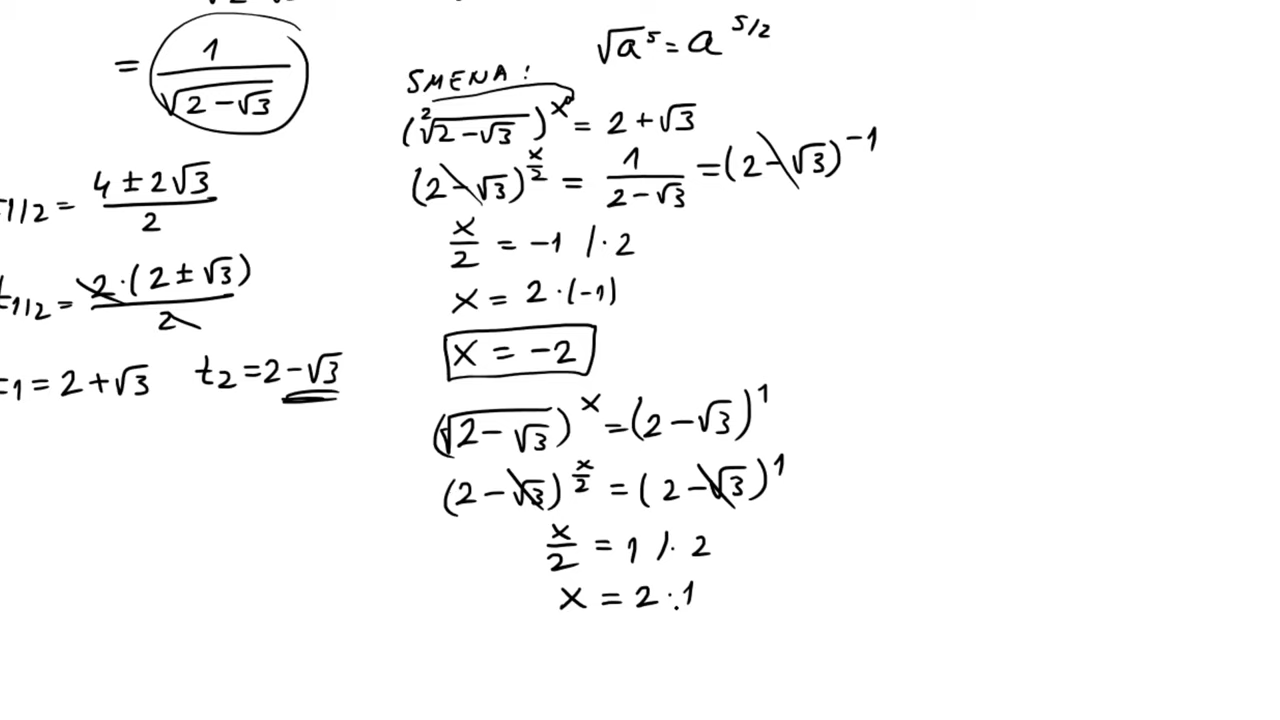 = 1/√(2-√3)
1/2 = (4 ± 2√3)/2
t1/2 = (2·(2 ± √3))/2
1 = 2 + √3   t₂ = 2 - √3
√a⁵ = a^(5/2)
SMENA:
(²√(2-√3))^x = 2 + √3
(2-√3)^(x/2) = 1/(2-√3) = (2-√3)^(-1)
x/2 = -1 /· 2
x = 2·(-1)
x = -2
(√(2-√3))^x = (2-√3)^1
(2-√3)^(x/2) = (2-√3)^1
x/2 = 1 /· 2
x = 2·1